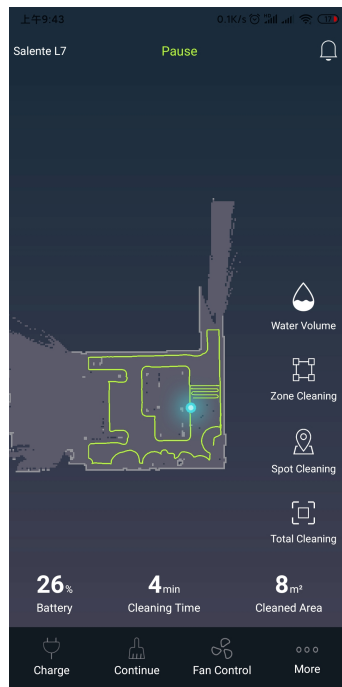 上午9:43
0.1K/s
Salente L7
Pause
Water Volume
Zone Cleaning
Spot Cleaning
Total Cleaning
26%
4min
8m²
Battery
Cleaning Time
Cleaned Area
Charge
Continue
Fan Control
More